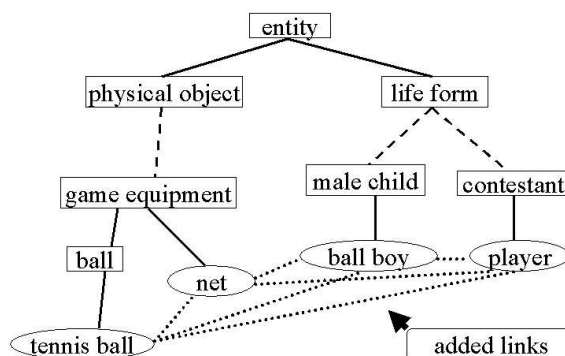 entity
physical object
life form
game equipment
male child
contestant
ball
net
ball boy
player
tennis ball
added links